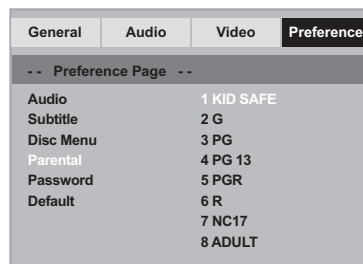 General Audio Video Preference
-- Preference Page --
Audio 1 KID SAFE
Subtitle 2 G
Disc Menu 3 PG
Parental 4 PG 13
Password 5 PGR
Default 6 R
7 NC17
8 ADULT